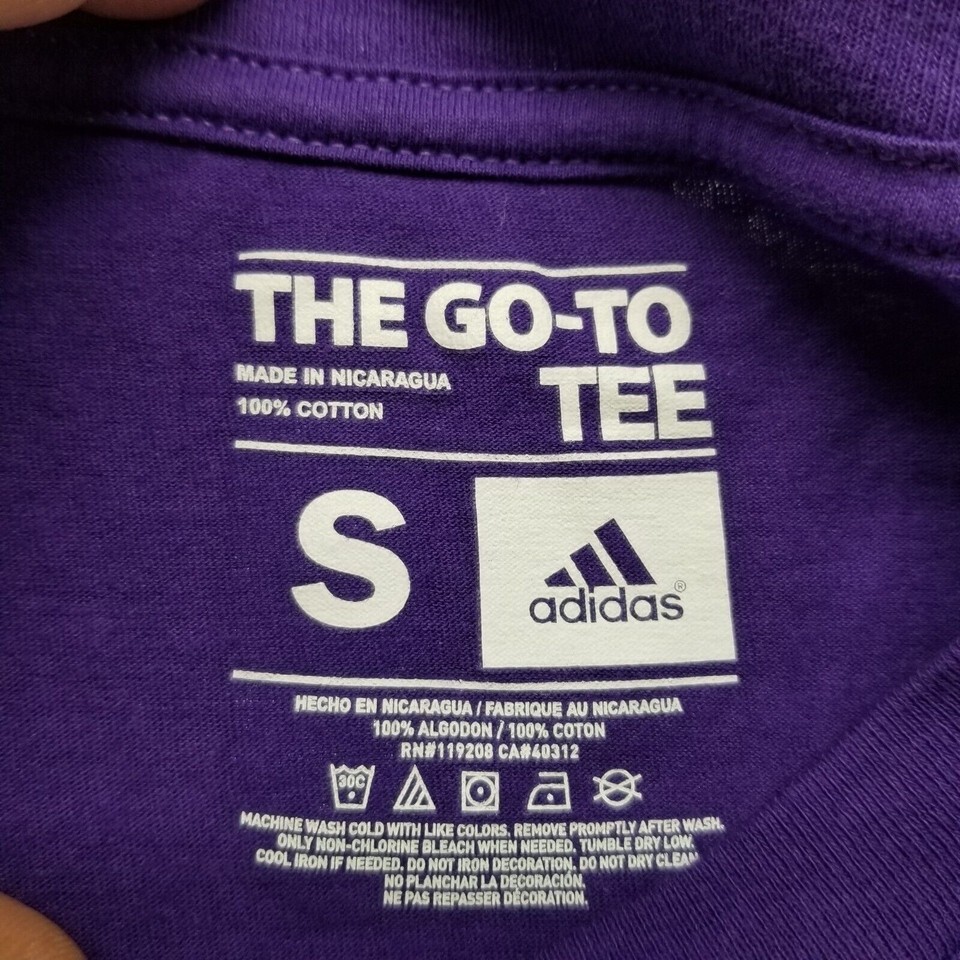 THE GO-TO
TEE
MADE IN NICARAGUA
100% COTTON
S
adidas®
HECHO EN NICARAGUA / FABRIQUE AU NICARAGUA
100% ALGODON / 100% COTON
RN#119208 CA#40312
30C
MACHINE WASH COLD WITH LIKE COLORS. REMOVE PROMPTLY AFTER WASH.
ONLY NON-CHLORINE BLEACH WHEN NEEDED. TUMBLE DRY LOW.
COOL IRON IF NEEDED. DO NOT IRON DECORATION. DO NOT DRY CLEAN
NO PLANCHAR LA DECORACIÓN.
NE PAS REPASSER DÉCORATION.